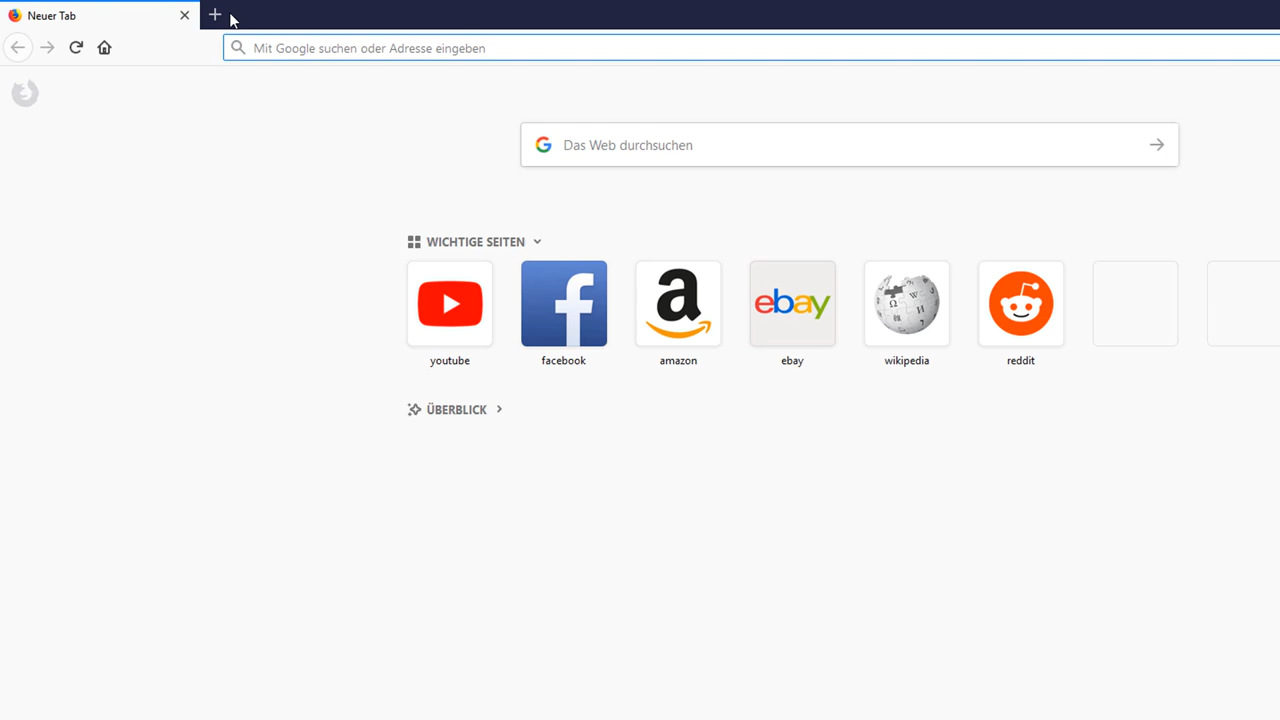 Neuer Tab
Mit Google suchen oder Adresse eingeben
Das Web durchsuchen
WICHTIGE SEITEN
a
ebay
youtube
facebook
amazon
ebay
wikipedia
reddit
ÜBERBLICK